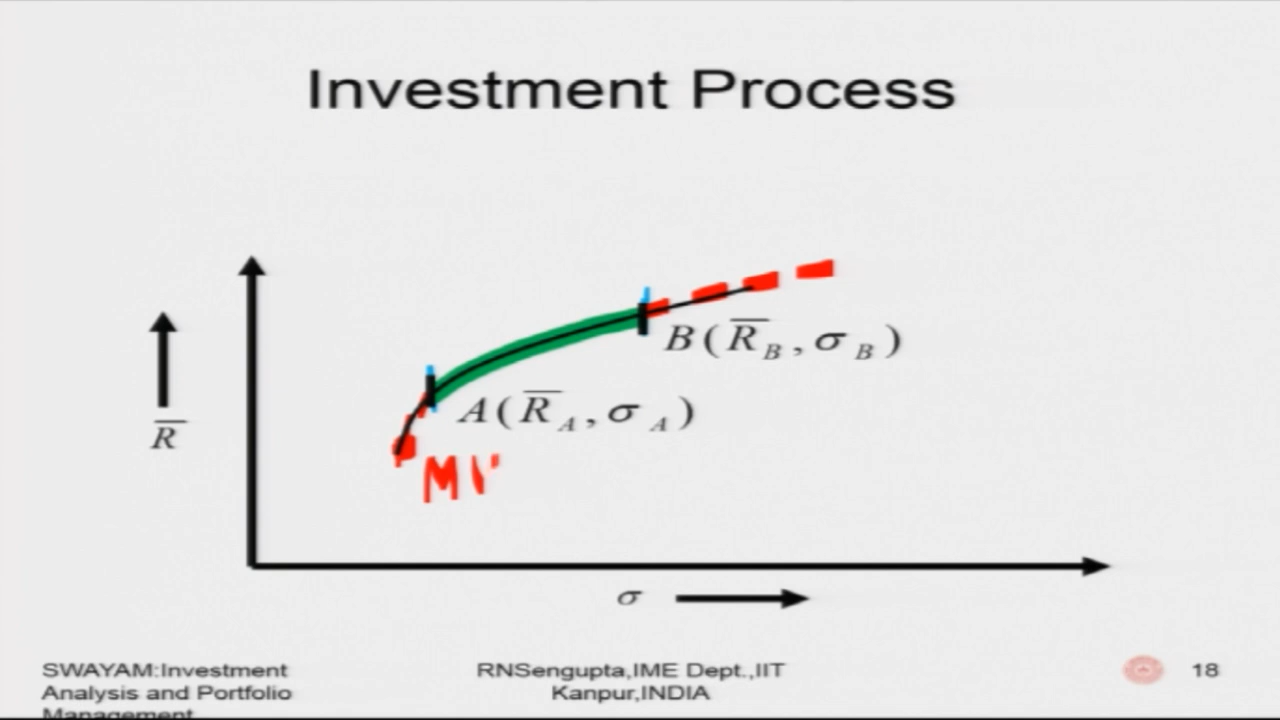 Investment Process
B(R̅_B, σ_B)
A(R̅_A, σ_A)
R̅
MV
σ
SWAYAM:Investment
Analysis and Portfolio
Management
RNSengupta,IME Dept.,IIT
Kanpur,INDIA
18